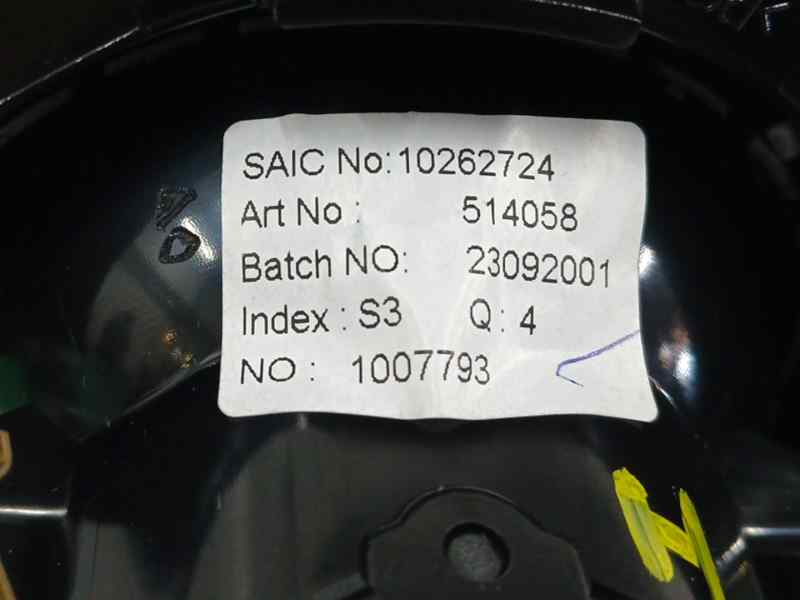 SAIC No:10262724
Art No : 514058
Batch NO: 23092001
Index : S3 Q: 4
NO : 1007793